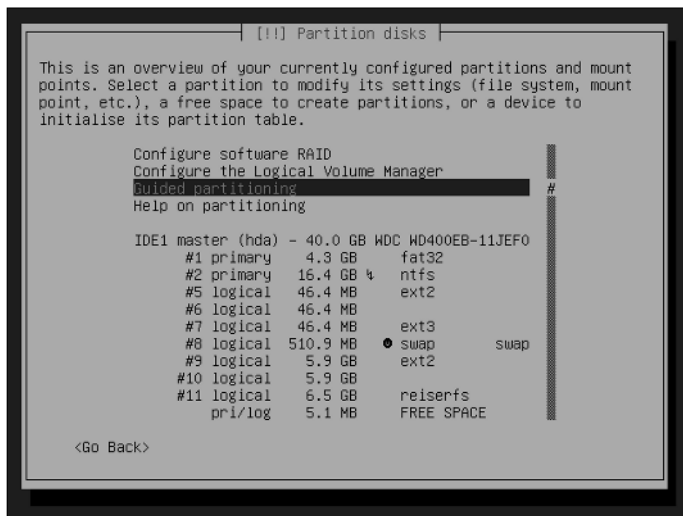 [!!] Partition disks
This is an overview of your currently configured partitions and mount
points. Select a partition to modify its settings (file system, mount
point, etc.), a free space to create partitions, or a device to
initialise its partition table.
Configure software RAID
Configure the Logical Volume Manager
Guided partitioning #
Help on partitioning
IDE1 master (hda) - 40.0 GB WDC WD400EB-11JEF0
#1 primary 4.3 GB fat32
#2 primary 16.4 GB ↯ ntfs
#5 logical 46.4 MB ext2
#6 logical 46.4 MB
#7 logical 46.4 MB ext3
#8 logical 510.9 MB swap swap
#9 logical 5.9 GB ext2
#10 logical 5.9 GB
#11 logical 6.5 GB reiserfs
pri/log 5.1 MB FREE SPACE
<Go Back>